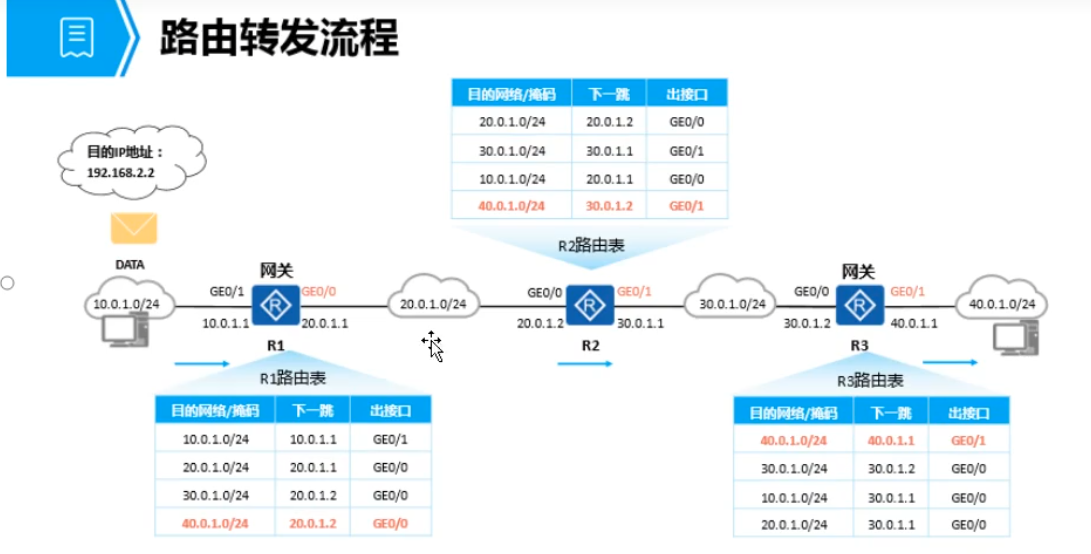 路由转发流程
目的网络/掩码 下一跳 出接口
20.0.1.0/24 20.0.1.2 GE0/0
30.0.1.0/24 30.0.1.1 GE0/1
10.0.1.0/24 20.0.1.1 GE0/0
40.0.1.0/24 30.0.1.2 GE0/1
R2路由表
目的IP地址：
192.168.2.2
DATA
10.0.1.0/24
GE0/1
10.0.1.1
网关
R
R1
GE0/0
20.0.1.1
20.0.1.0/24
GE0/0
20.0.1.2
R
R2
GE0/1
30.0.1.1
30.0.1.0/24
GE0/0
30.0.1.2
网关
R
R3
GE0/1
40.0.1.1
40.0.1.0/24
R1路由表
目的网络/掩码 下一跳 出接口
10.0.1.0/24 10.0.1.1 GE0/1
20.0.1.0/24 20.0.1.1 GE0/0
30.0.1.0/24 20.0.1.2 GE0/0
40.0.1.0/24 20.0.1.2 GE0/0
R3路由表
目的网络/掩码 下一跳 出接口
40.0.1.0/24 40.0.1.1 GE0/1
30.0.1.0/24 30.0.1.2 GE0/0
10.0.1.0/24 30.0.1.1 GE0/0
20.0.1.0/24 30.0.1.1 GE0/0